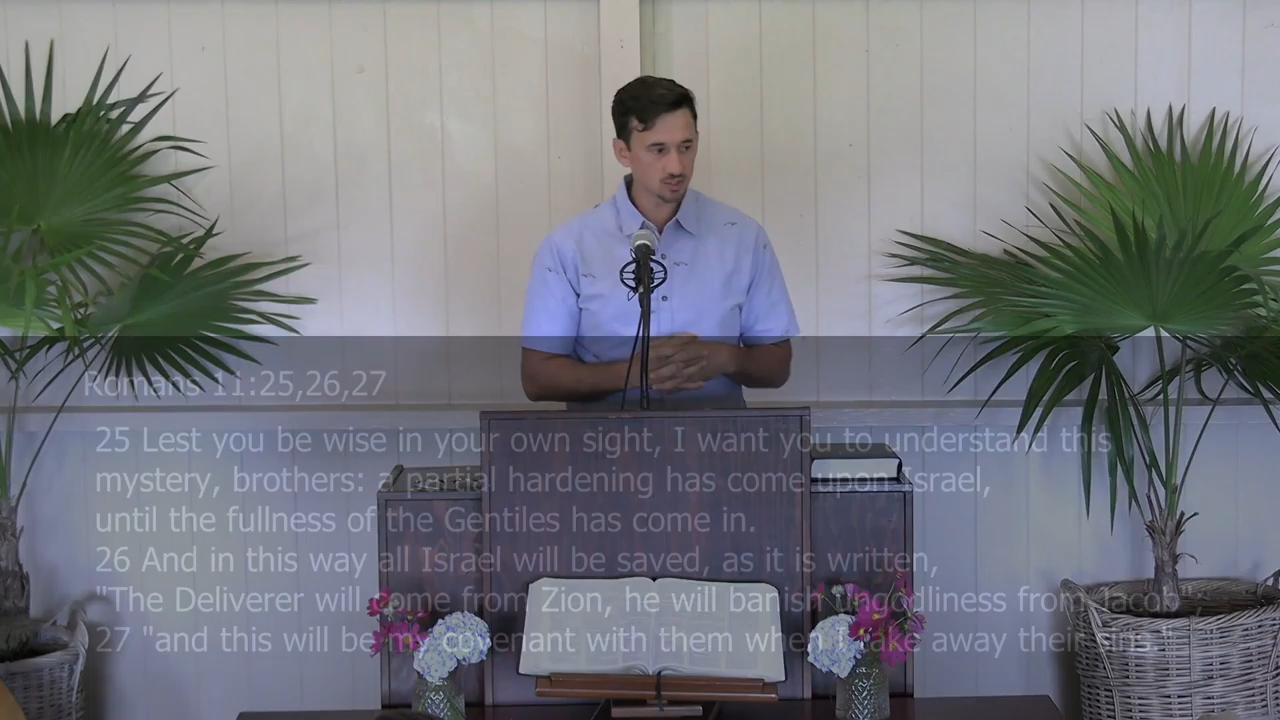 Romans 11:25,26,27
25 Lest you be wise in your own sight, I want you to understand this
mystery, brothers: a partial hardening has come upon Israel,
until the fullness of the Gentiles has come in.
26 And in this way all Israel will be saved, as it is written,
"The Deliverer will come from Zion, he will banish ungodliness from Jacob";
27 "and this will be my covenant with them when I take away their sins."